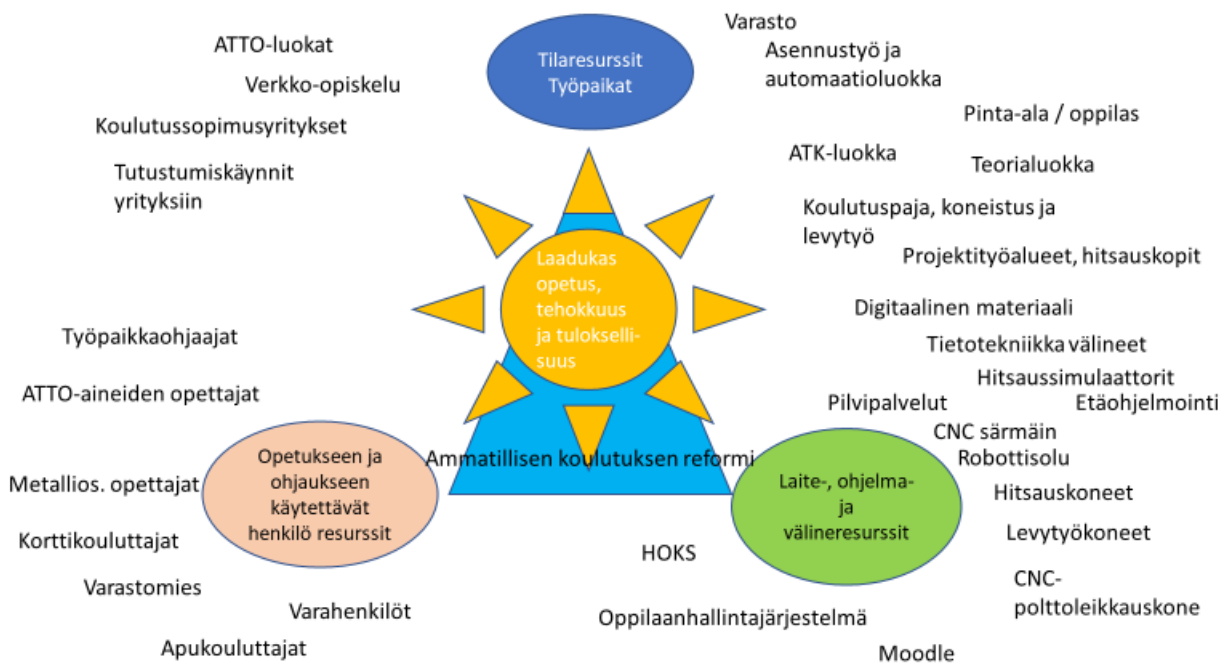 Varasto
ATTO-luokat
Asennustyö ja
automaatioluokka
Tilaresurssit
Työpaikat
Verkko-opiskelu
Pinta-ala / oppilas
Koulutussopimusyritykset
ATK-luokka
Teorialuokka
Tutustumiskäynnit
yrityksiin
Koulutuspaja, koneistus ja
levytyö
Projektityöalueet, hitsauskopit
Laadukas
opetus,
tehokkuus
ja tulokselli-
suus
Digitaalinen materiaali
Työpaikkaohjaajat
Tietotekniikka välineet
Hitsaussimulaattorit
ATTO-aineiden opettajat
Pilvipalvelut
Etäohjelmointi
CNC särmäin
Robottisolu
Opetukseen ja
ohjaukseen
käytettävät
henkilö resurssit
Ammatillisen koulutuksen reformi
Laite-, ohjelma-
ja
välineresurssit
Metallios. opettajat
Hitsauskoneet
Korttikouluttajat
Levytyökoneet
HOKS
Varastomies
CNC-
polttoleikkauskone
Varahenkilöt
Oppilaanhallintajärjestelmä
Apukouluttajat
Moodle